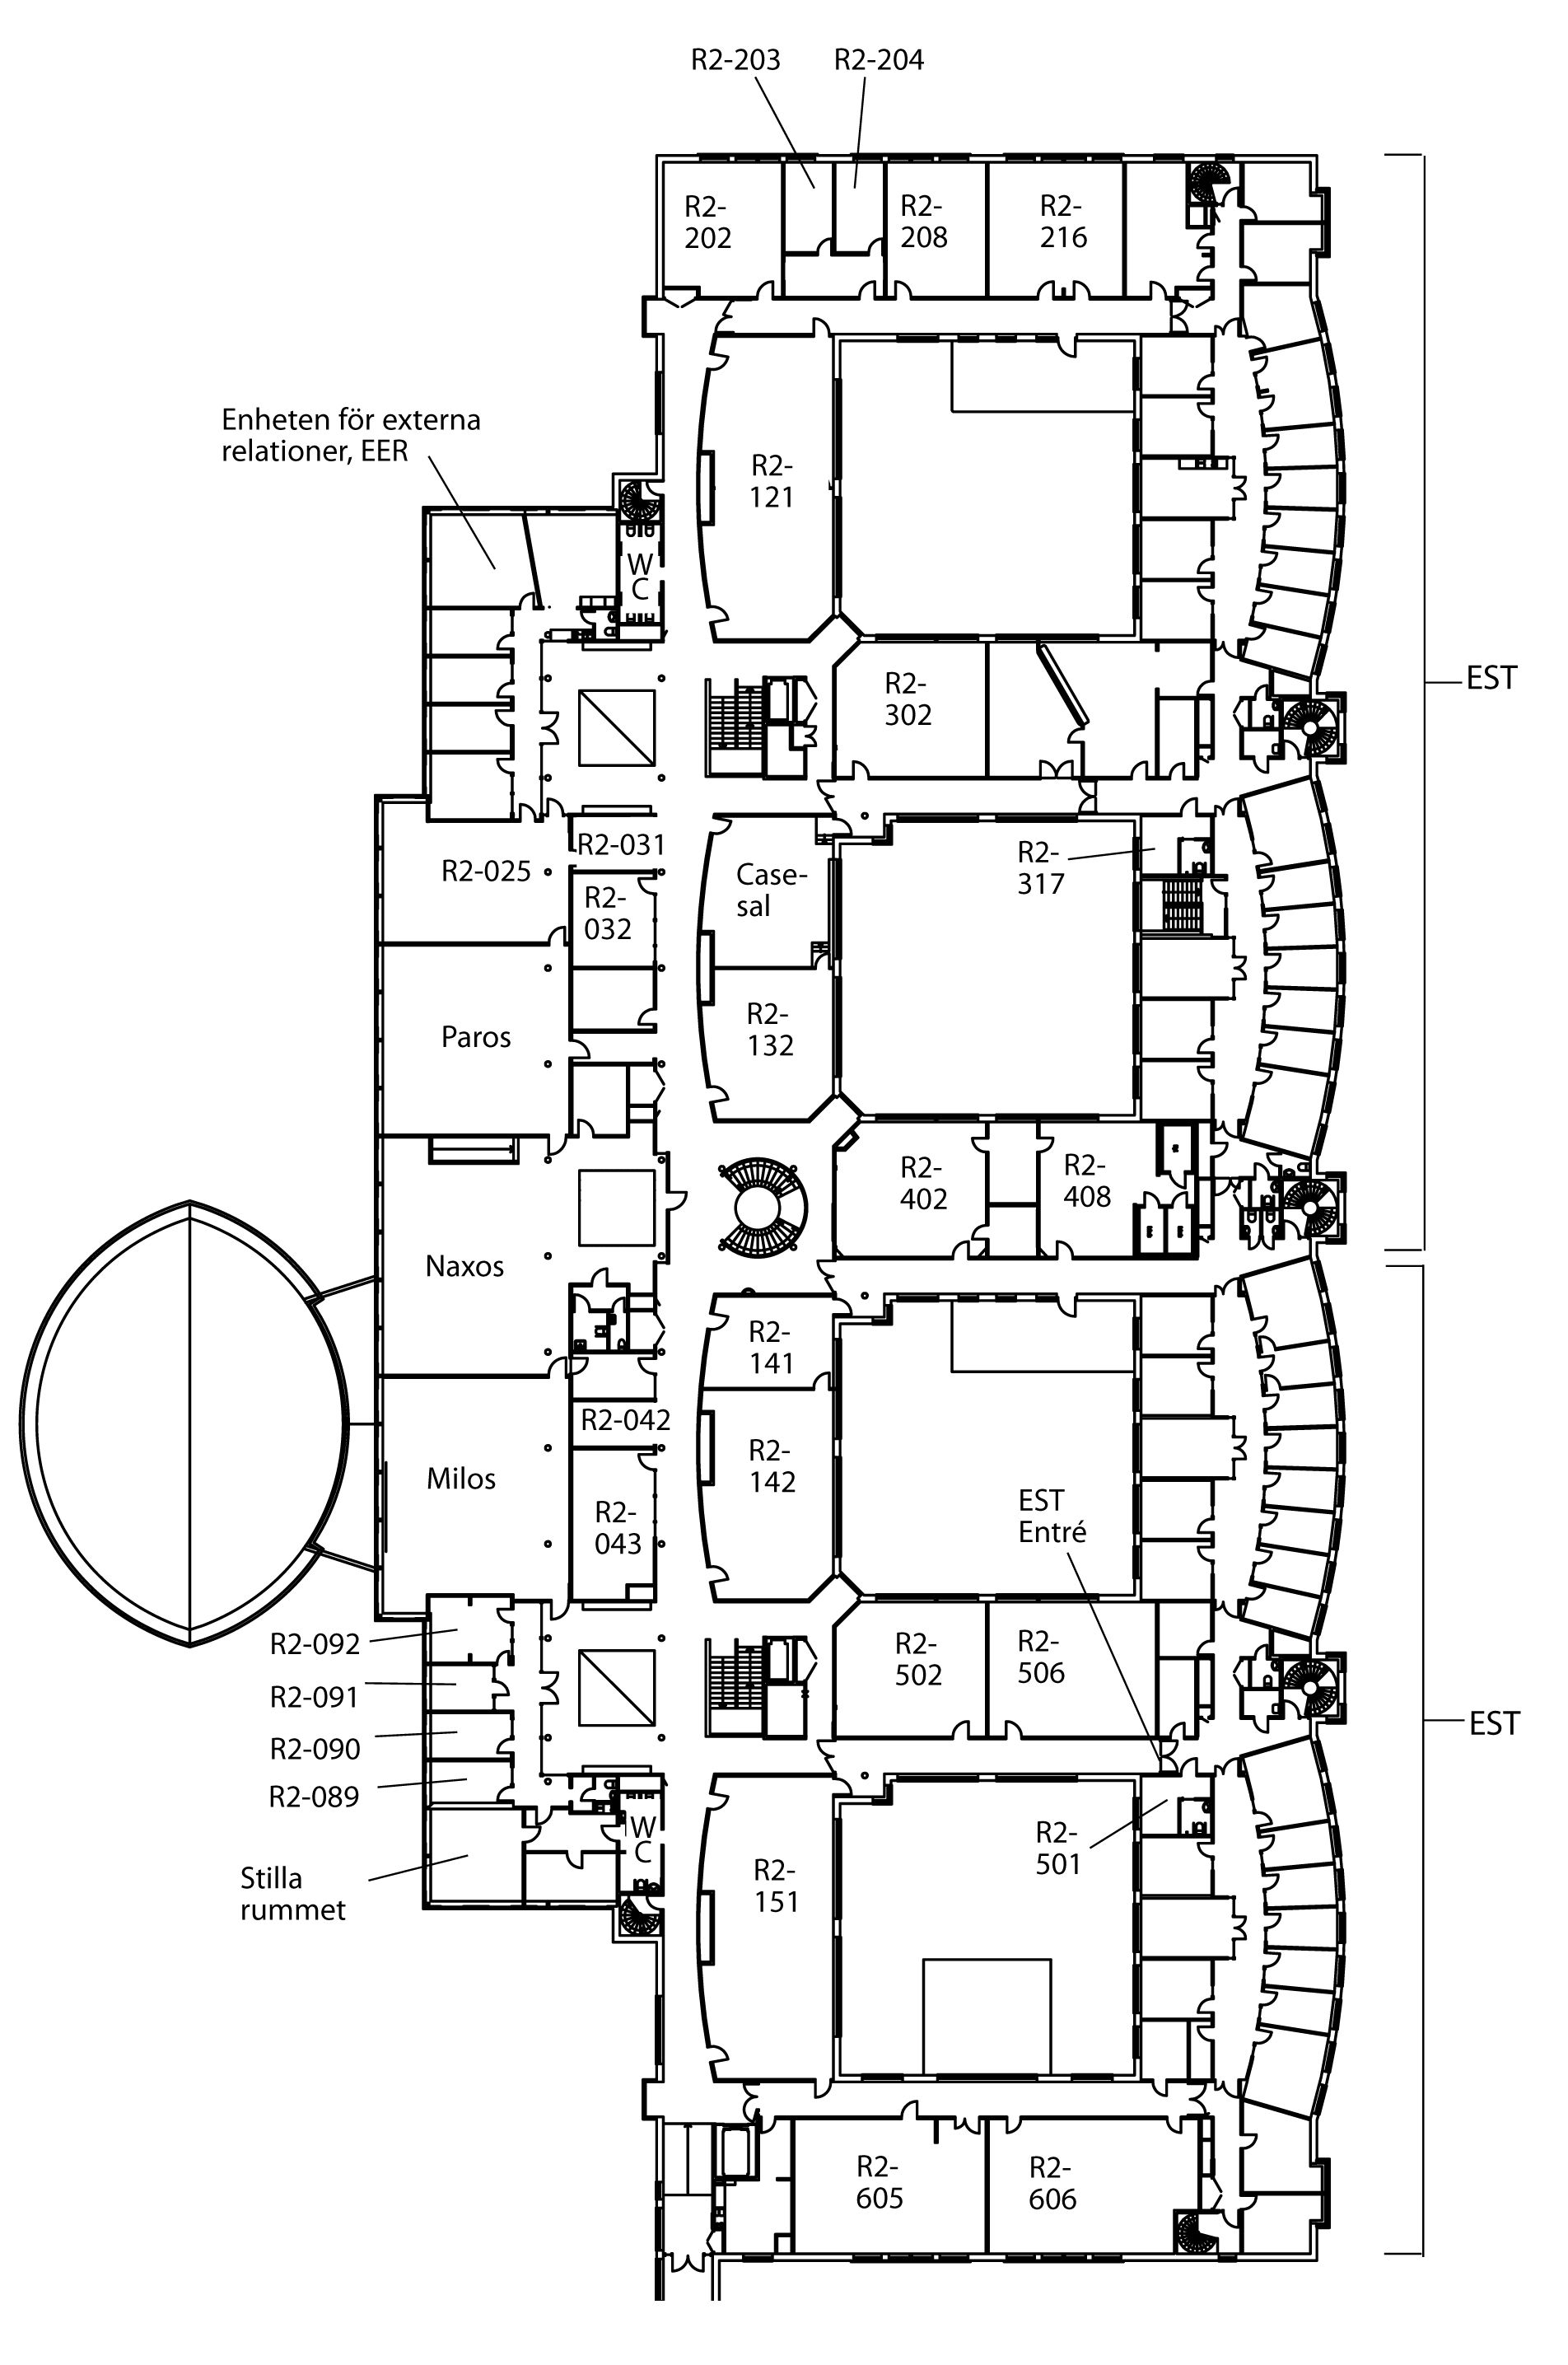 R2-203
R2-204
R2-
202
R2-
208
R2-
216
Enheten för externa
relationer, EER
R2-
121
W
C
R2-
302
EST
R2-031
R2-025
R2-
032
Case-
sal
R2-
317
Paros
R2-
132
R2-
402
R2-
408
Naxos
R2-
141
R2-042
R2-
142
Milos
R2-
043
EST
Entré
R2-092
R2-091
R2-090
R2-089
R2-
502
R2-
506
EST
W
C
R2-
501
Stilla
rummet
R2-
151
R2-
605
R2-
606